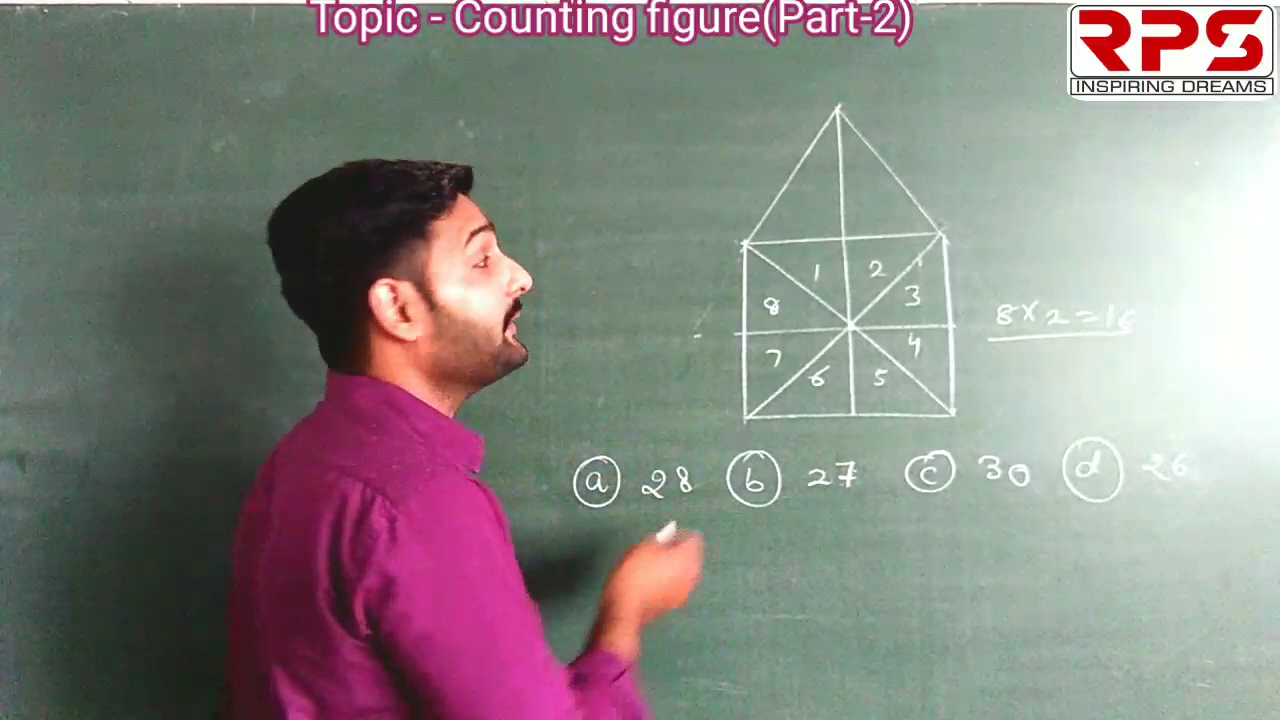 Topic - Counting figure(Part-2)
RPS
INSPIRING DREAMS
1 2
8 3
7 4
6 5
8×2=16
a 28 b 27 c 30 d 26